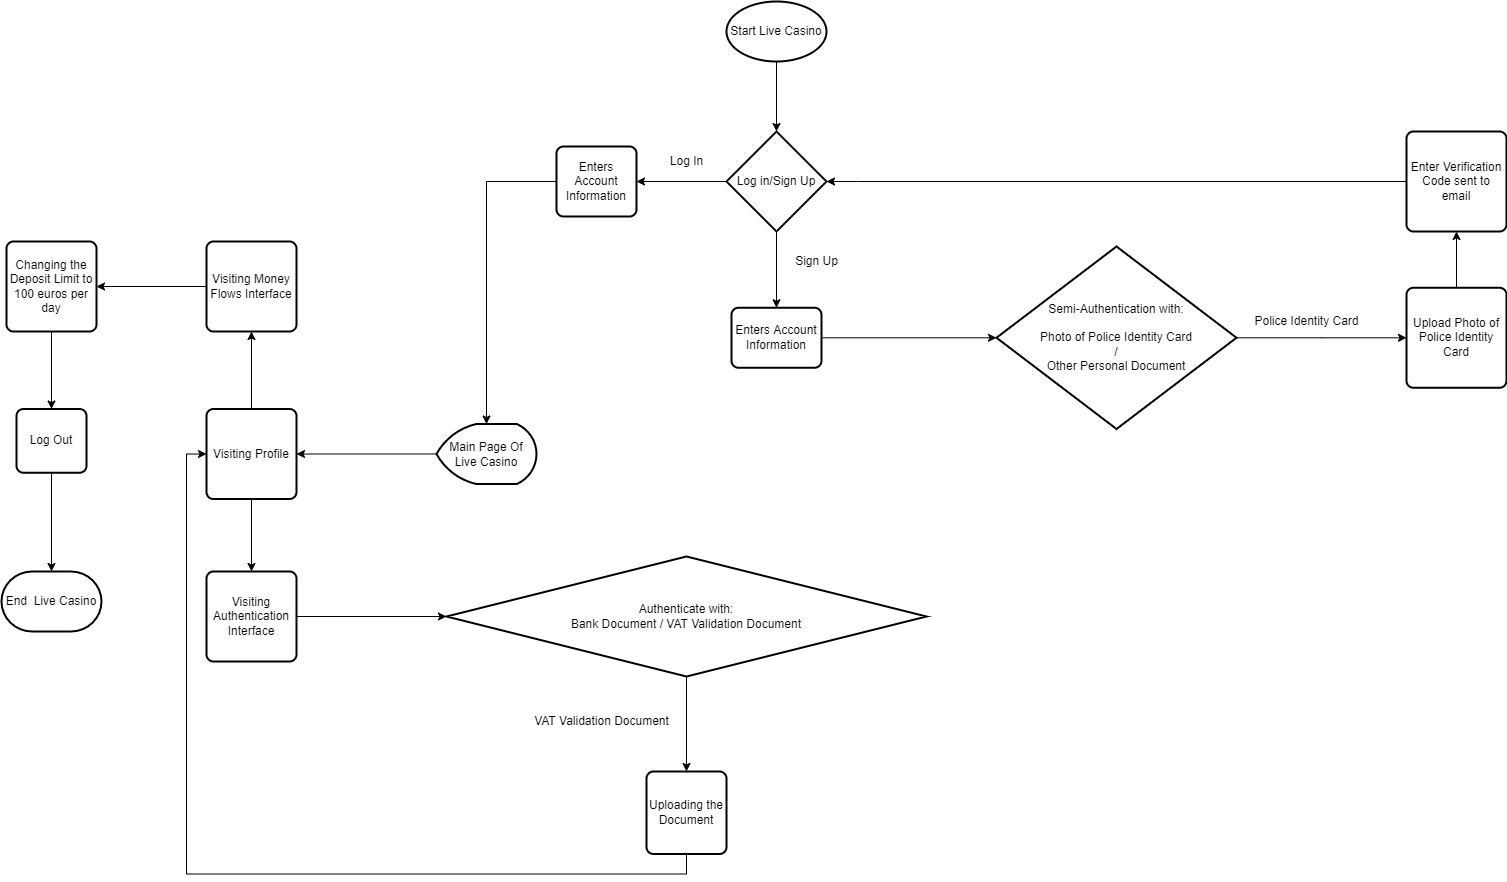 Start Live Casino
Log in/Sign Up
Log In
Enters
Account
Information
Enter Verification
Code sent to
email
Sign Up
Enters Account
Information
Semi-Authentication with:
Photo of Police Identity Card
/
Other Personal Document
Police Identity Card
Upload Photo of
Police Identity
Card
Main Page Of
Live Casino
Visiting Profile
Visiting Money
Flows Interface
Changing the
Deposit Limit to
100 euros per
day
Log Out
End Live Casino
Visiting
Authentication
Interface
Authenticate with:
Bank Document / VAT Validation Document
VAT Validation Document
Uploading the
Document